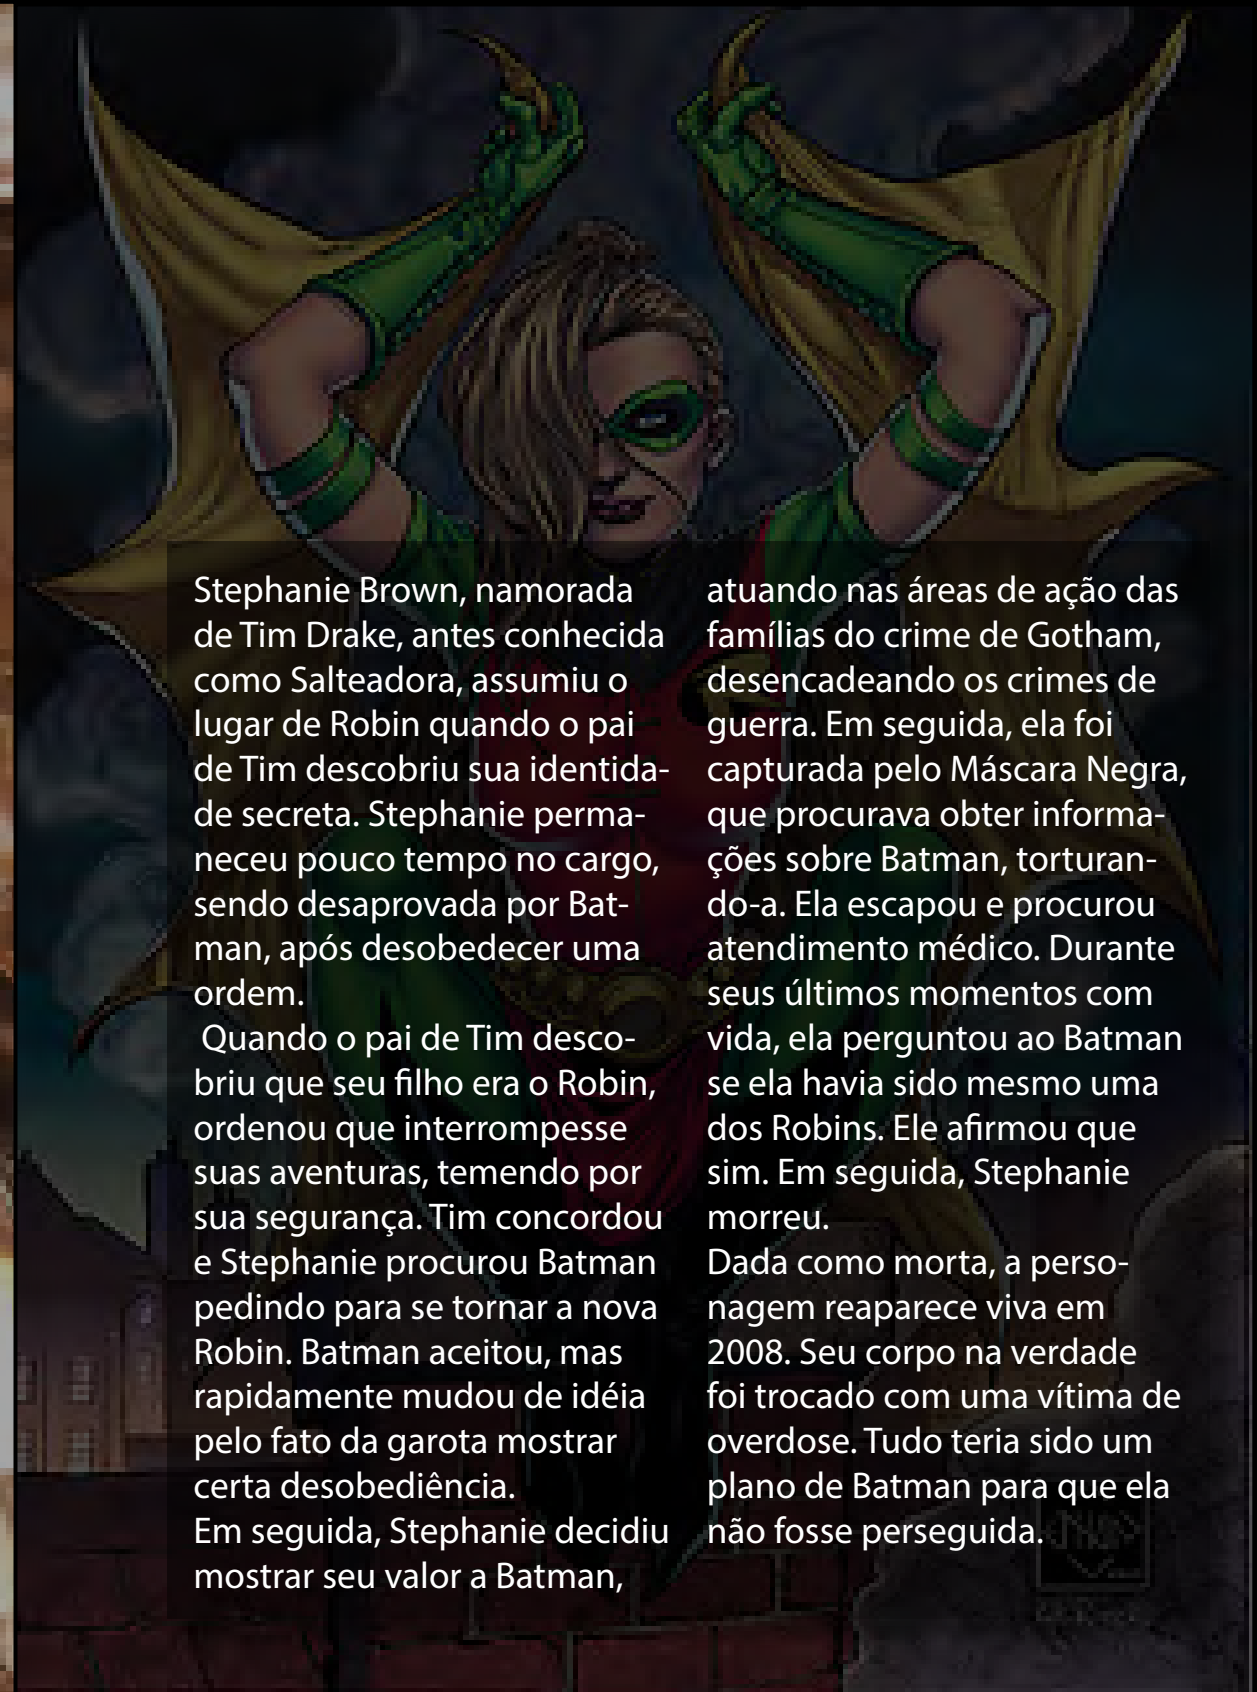 Stephanie Brown, namorada
de Tim Drake, antes conhecida
como Salteadora, assumiu o
lugar de Robin quando o pai
de Tim descobriu sua identida-
de secreta. Stephanie perma-
neceu pouco tempo no cargo,
sendo desaprovada por Bat-
man, após desobedecer uma
ordem.
Quando o pai de Tim desco-
briu que seu filho era o Robin,
ordenou que interrompesse
suas aventuras, temendo por
sua segurança. Tim concordou
e Stephanie procurou Batman
pedindo para se tornar a nova
Robin. Batman aceitou, mas
rapidamente mudou de idéia
pelo fato da garota mostrar
certa desobediência.
Em seguida, Stephanie decidiu
mostrar seu valor a Batman,
atuando nas áreas de ação das
famílias do crime de Gotham,
desencadeando os crimes de
guerra. Em seguida, ela foi
capturada pelo Máscara Negra,
que procurava obter informa-
ções sobre Batman, torturan-
do-a. Ela escapou e procurou
atendimento médico. Durante
seus últimos momentos com
vida, ela perguntou ao Batman
se ela havia sido mesmo uma
dos Robins. Ele afirmou que
sim. Em seguida, Stephanie
morreu.
Dada como morta, a perso-
nagem reaparece viva em
2008. Seu corpo na verdade
foi trocado com uma vítima de
overdose. Tudo teria sido um
plano de Batman para que ela
não fosse perseguida.